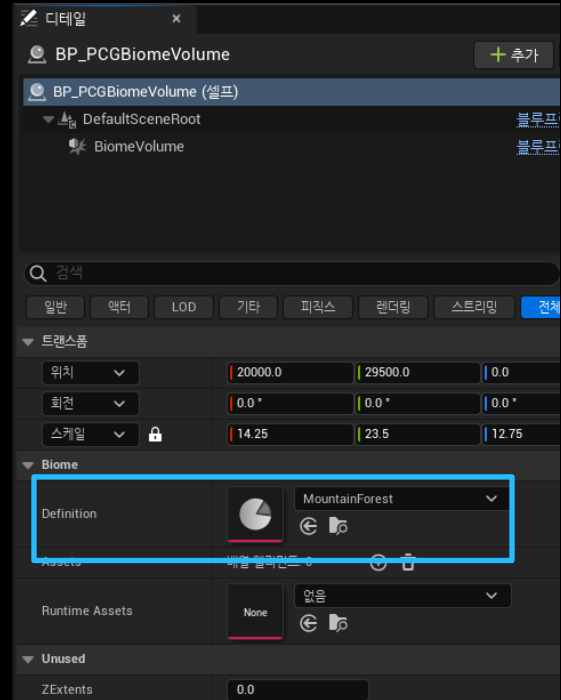 디테일
BP_PCGBiomeVolume
추가
BP_PCGBiomeVolume (셀프)
DefaultSceneRoot
BiomeVolume
검색
일반 액터 LOD 기타 피직스 렌더링 스트리밍 전체
트랜스폼
위치 20000.0 29500.0 0.0
회전 0.0 ° 0.0 ° 0.0 °
스케일 14.25 23.5 12.75
Biome
Definition MountainForest
Assets
Runtime Assets None 없음
Unused
ZExtents 0.0